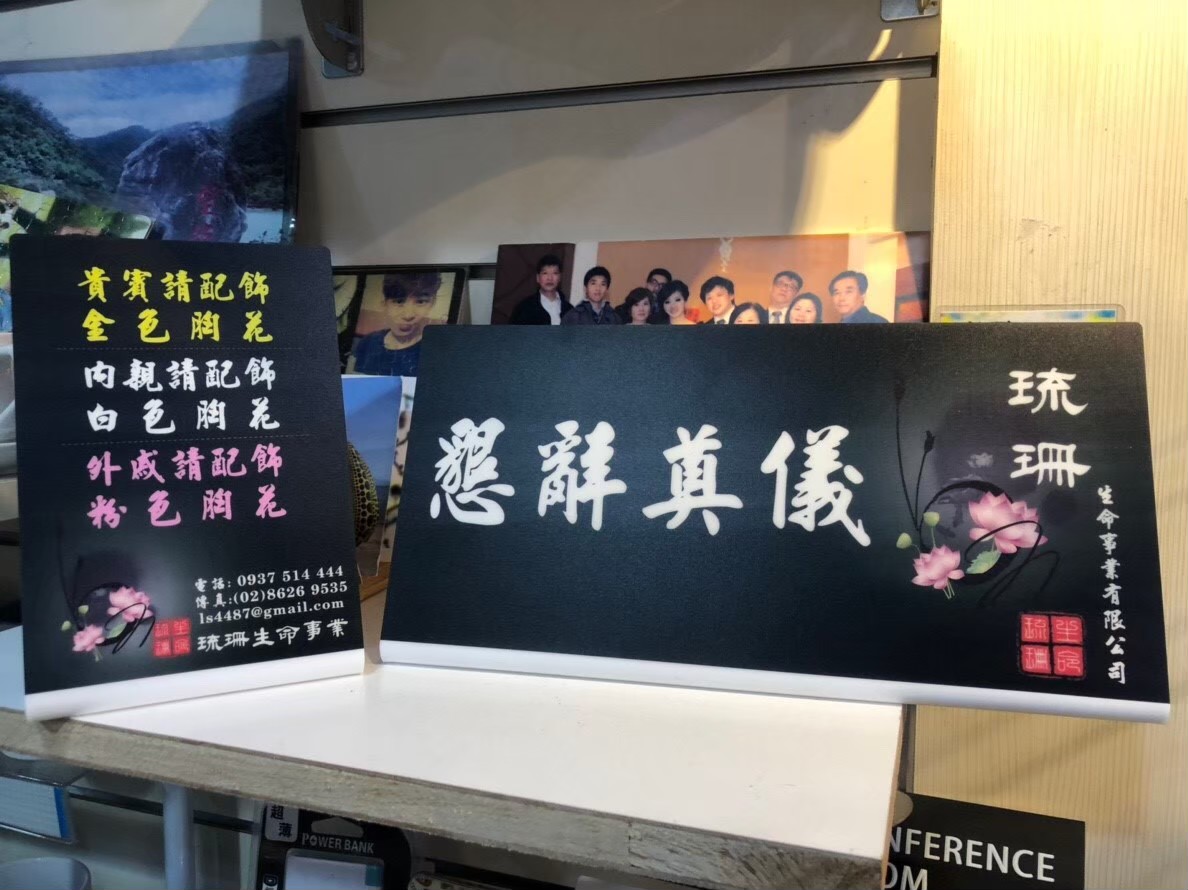 貴賓請配飾
金色胸花
內親請配飾
白色胸花
外戚請配飾
粉色胸花
電話: 0937 514 444
傳真:(02)8626 9535
ls4487@gmail.com
琉珊生命事業
懇辭奠儀
琉珊
生命事業有限公司
超薄
POWER BANK
NFERENCE
OM